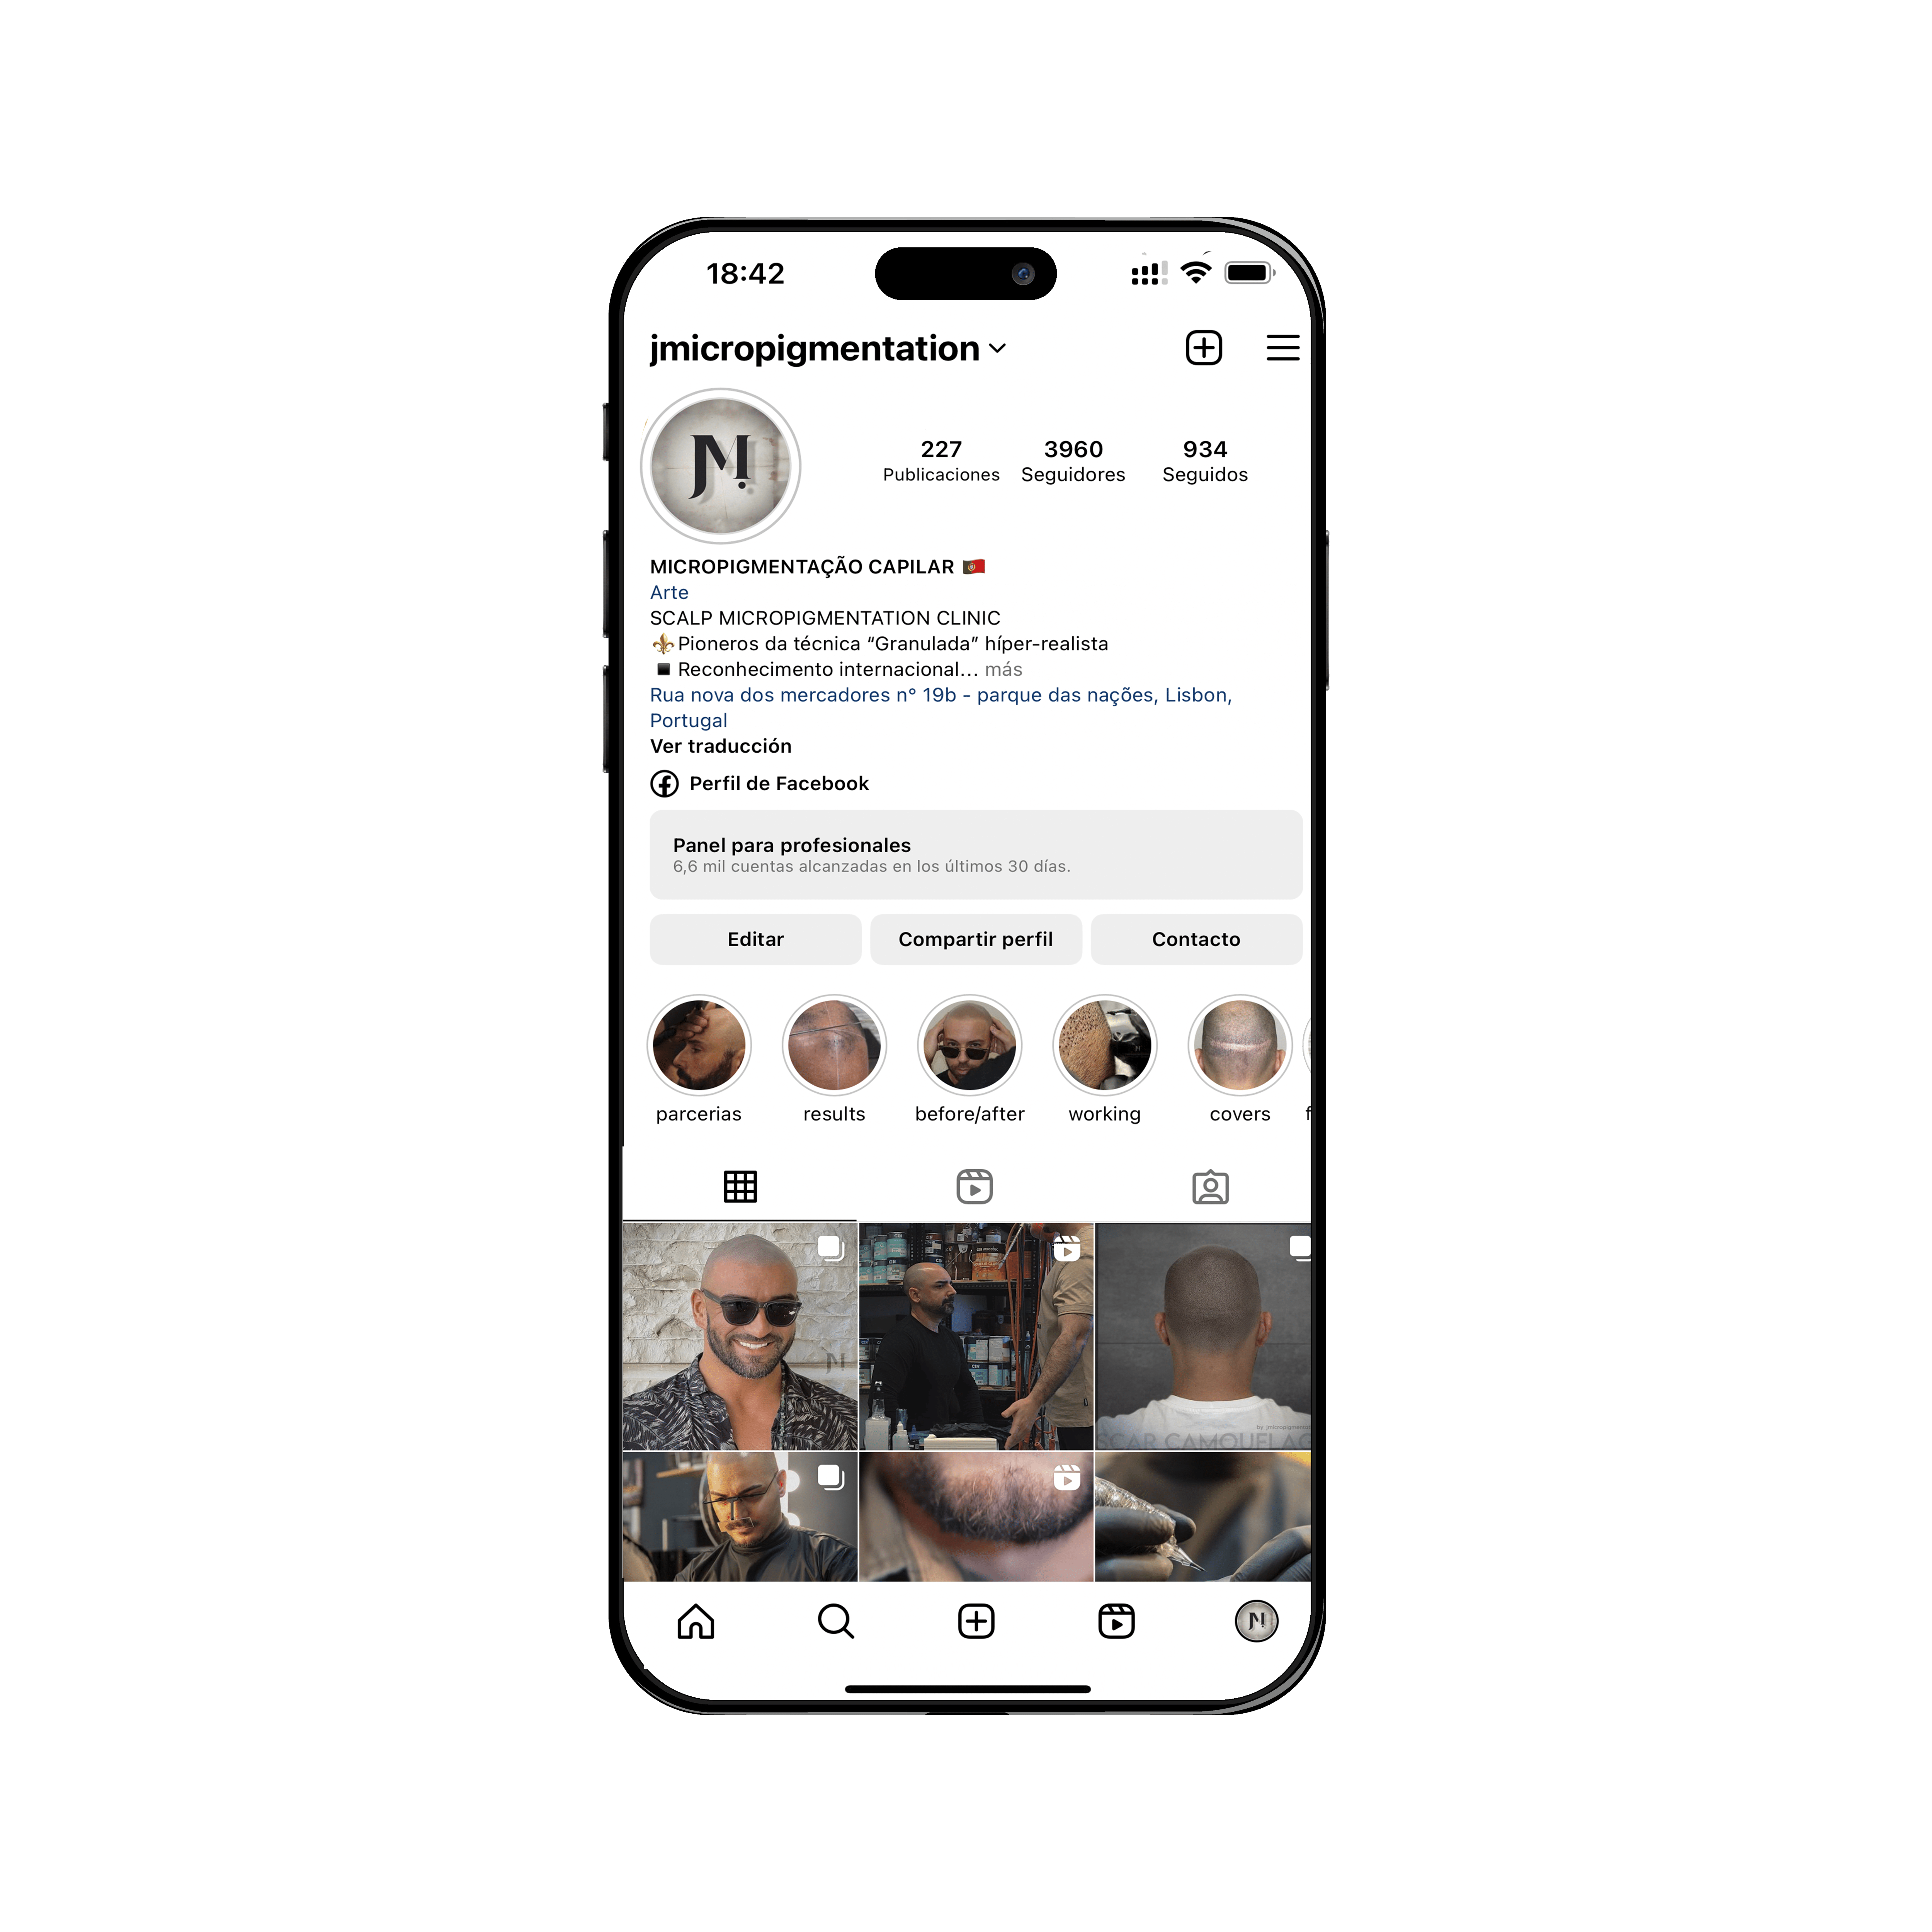 18:42
jmicropigmentation
JM
227
3960
934
Publicaciones
Seguidores
Seguidos
MICROPIGMENTAÇÃO CAPILAR
Arte
SCALP MICROPIGMENTATION CLINIC
Pioneros da técnica “Granulada” híper-realista
Reconhecimento internacional... más
Rua nova dos mercadores n° 19b - parque das nações, Lisbon,
Portugal
Ver traducción
Perfil de Facebook
Panel para profesionales
6,6 mil cuentas alcanzadas en los últimos 30 días.
Editar
Compartir perfil
Contacto
parcerias
results
before/after
working
covers
f
SCAR CAMOUFLAG